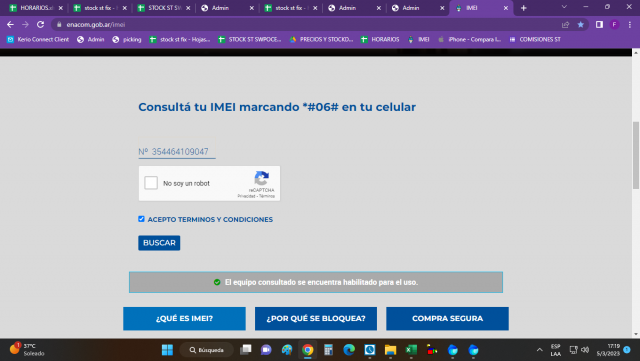 HORARIOS.xl
Admin
stock st fix - H
STOCK ST SWP
Admin
stock st fix - H
Admin
Admin
IMEI
enacom.gob.ar/imei
Kerio Connect Client
Admin
picking
stock st fix - Hojas...
STOCK ST SWPOCE...
PRECIOS Y STOCKD...
HORARIOS
IMEI
iPhone - Compara l...
COMISIONES ST
Consultá tu IMEI marcando *#06# en tu celular
Nº 354464109047
No soy un robot
reCAPTCHA
Privacidad - Términos
ACEPTO TERMINOS Y CONDICIONES
BUSCAR
El equipo consultado se encuentra habilitado para el uso.
¿QUÉ ES IMEI?
¿POR QUÉ SE BLOQUEA?
COMPRA SEGURA
37°C
Soleado
Búsqueda
ESP
LAA
17:19
5/3/2023